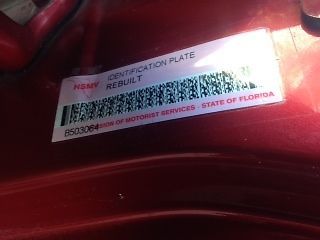 HSMV IDENTIFICATION PLATE
REBUILT
B503064
DIVISION OF MOTORIST SERVICES - STATE OF FLORIDA